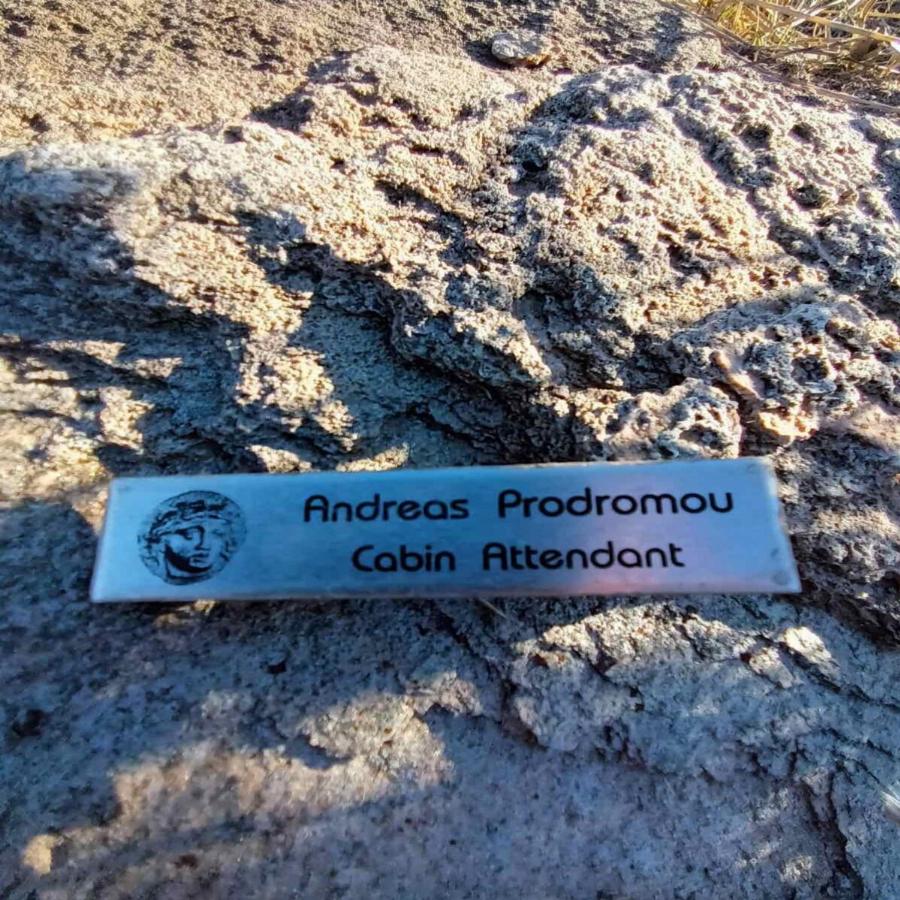 Andreas Prodromou
Cabin Attendant